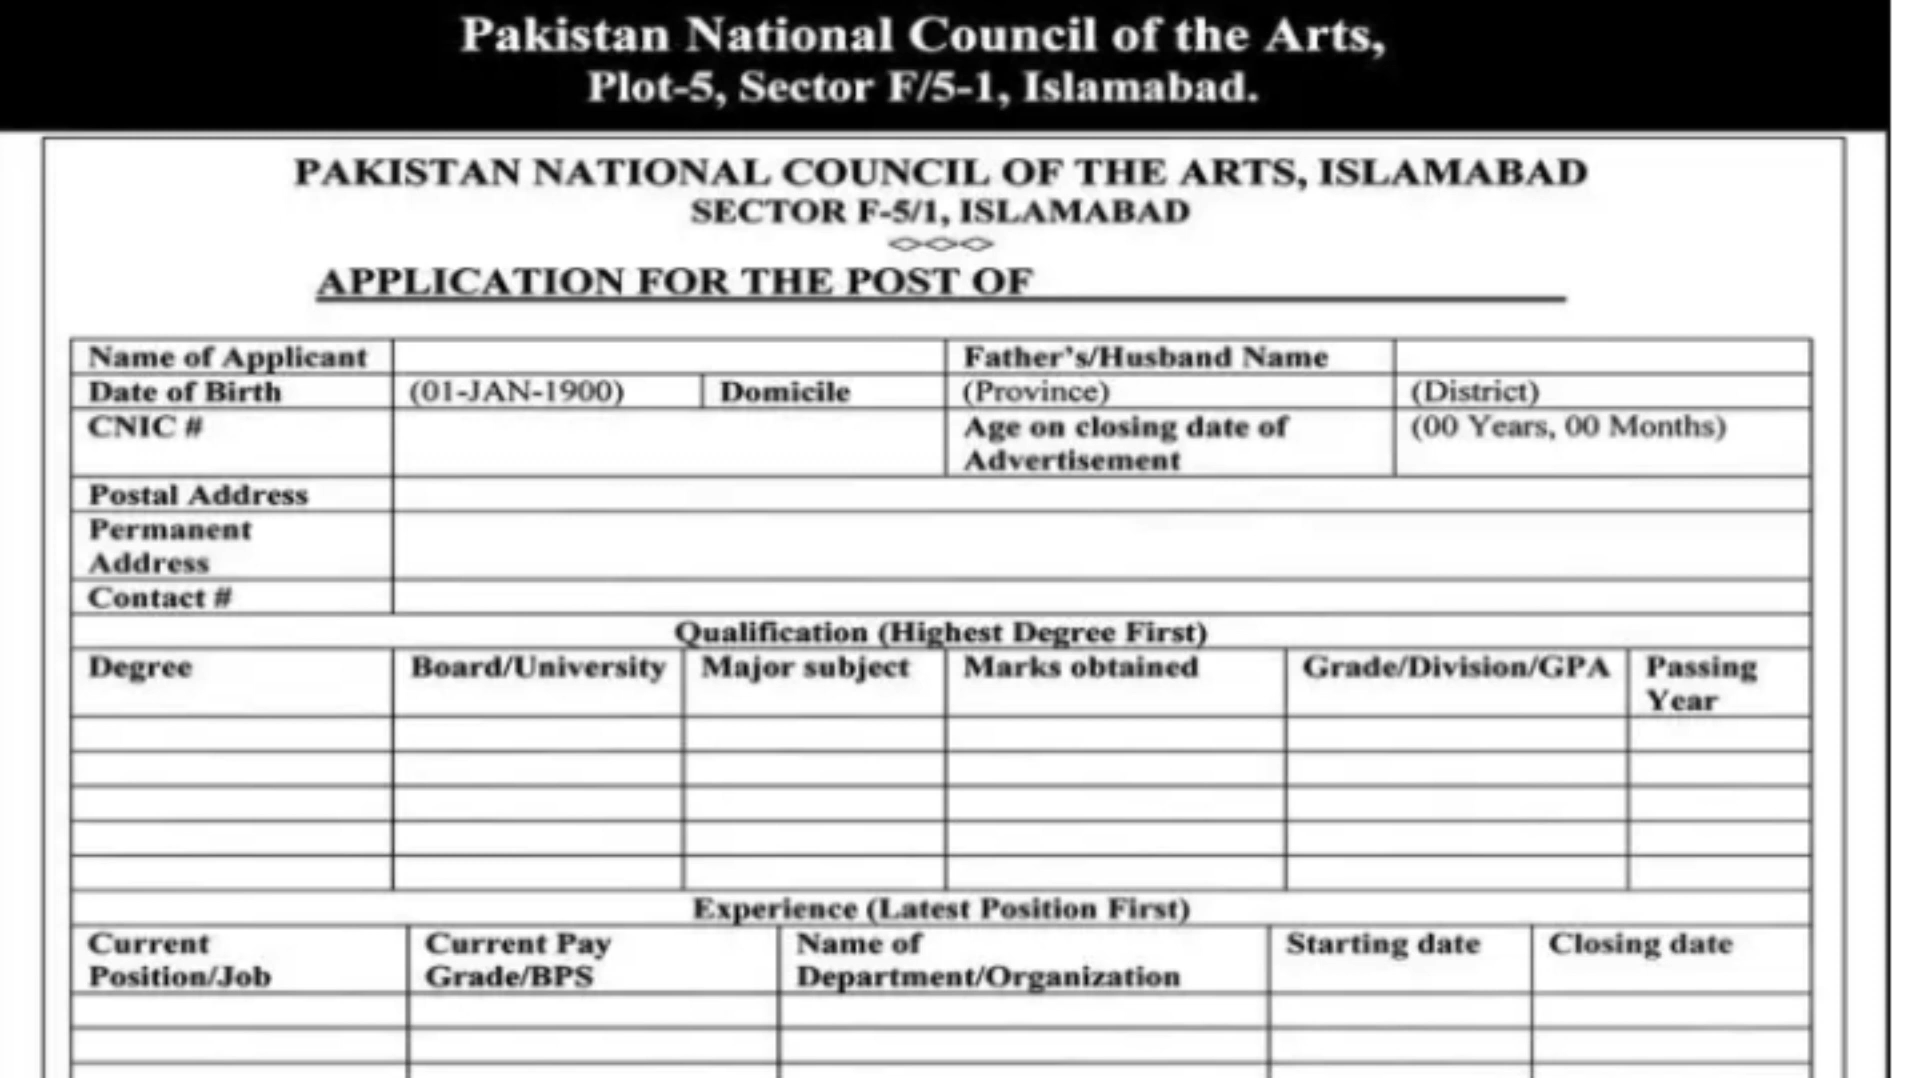 Pakistan National Council of the Arts,
Plot-5, Sector F/5-1, Islamabad.
PAKISTAN NATIONAL COUNCIL OF THE ARTS, ISLAMABAD
SECTOR F-5/1, ISLAMABAD
APPLICATION FOR THE POST OF
Name of Applicant Father's/Husband Name
Date of Birth (01-JAN-1900) Domicile (Province) (District)
CNIC # Age on closing date of Advertisement (00 Years, 00 Months)
Postal Address
Permanent Address
Contact #
Qualification (Highest Degree First)
Degree Board/University Major subject Marks obtained Grade/Division/GPA Passing Year
Experience (Latest Position First)
Current Position/Job Current Pay Grade/BPS Name of Department/Organization Starting date Closing date